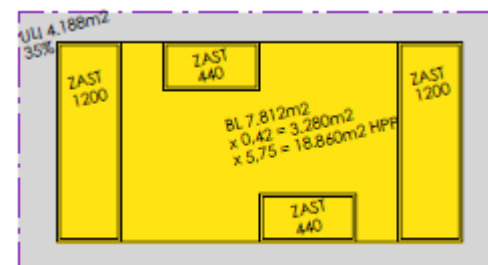 ULI 4.188m2
35%
ZAST
1200
ZAST
440
ZAST
1200
BL 7.812m2
x 0,42 = 3.280m2
x 5,75 = 18.860m2 HPP
ZAST
440